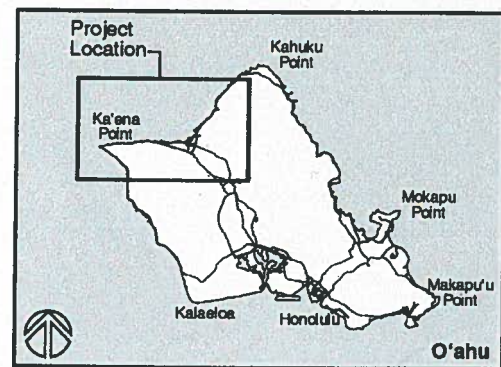 Project
Location
Kahuku
Point
Ka'ena
Point
Mokapu
Point
Makapu'u
Point
Kalaeloa
Honolulu
O'ahu